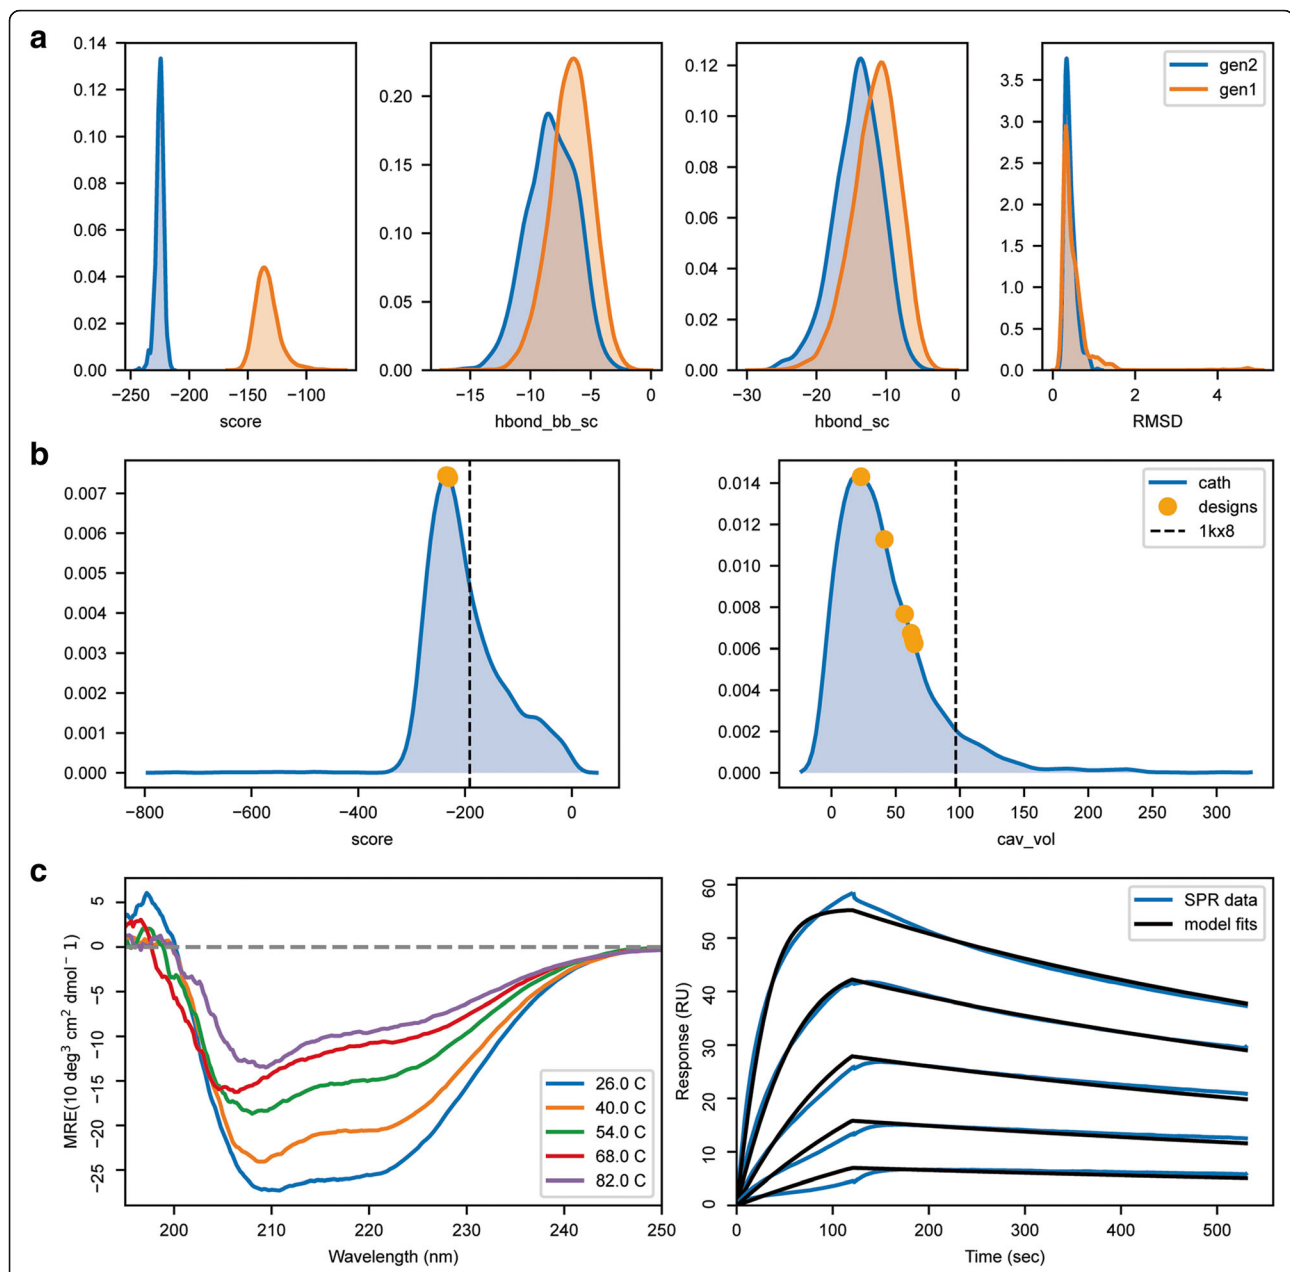 a
0.14
0.12
0.10
0.08
0.06
0.04
0.02
0.00
−250 −200 −150 −100
score
0.20
0.15
0.10
0.05
0.00
−15 −10 −5 0
hbond_bb_sc
0.12
0.10
0.08
0.06
0.04
0.02
0.00
−30 −20 −10 0
hbond_sc
gen2
gen1
3.5
3.0
2.5
2.0
1.5
1.0
0.5
0.0
0 2 4
RMSD
b
0.007
0.006
0.005
0.004
0.003
0.002
0.001
0.000
−800 −600 −400 −200 0
score
cath
designs
1kx8
0.014
0.012
0.010
0.008
0.006
0.004
0.002
0.000
0 50 100 150 200 250 300
cav_vol
c
MRE(10 deg³ cm² dmol⁻ 1)
5
0
−5
−10
−15
−20
−25
26.0 C
40.0 C
54.0 C
68.0 C
82.0 C
200 210 220 230 240 250
Wavelength (nm)
Response (RU)
60
50
40
30
20
10
0
SPR data
model fits
0 100 200 300 400 500
Time (sec)